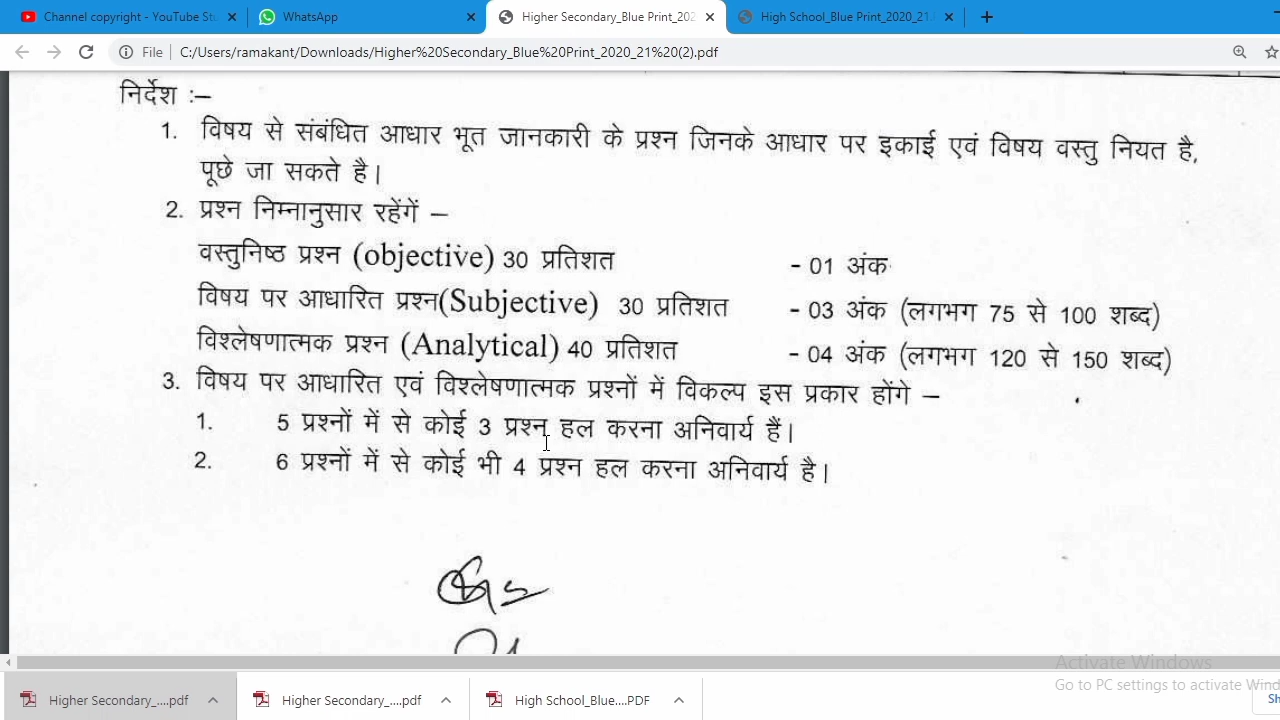 Channel copyright - YouTube St
WhatsApp
Higher Secondary_Blue Print_202
High School_Blue Print_2020_21.
File
C:/Users/ramakant/Downloads/Higher%20Secondary_Blue%20Print_2020_21%20(2).pdf
निर्देश :–
1. विषय से संबंधित आधार भूत जानकारी के प्रश्न जिनके आधार पर इकाई एवं विषय वस्तु नियत है,
पूछे जा सकते है।
2. प्रश्न निम्नानुसार रहेंगें –
वस्तुनिष्ठ प्रश्न (objective) 30 प्रतिशत - 01 अंक
विषय पर आधारित प्रश्न(Subjective) 30 प्रतिशत - 03 अंक (लगभग 75 से 100 शब्द)
विश्लेषणात्मक प्रश्न (Analytical) 40 प्रतिशत - 04 अंक (लगभग 120 से 150 शब्द)
3. विषय पर आधारित एवं विश्लेषणात्मक प्रश्नों में विकल्प इस प्रकार होंगे –
1. 5 प्रश्नों में से कोई 3 प्रश्न हल करना अनिवार्य हैं।
2. 6 प्रश्नों में से कोई भी 4 प्रश्न हल करना अनिवार्य है।
Activate Windows
Go to PC settings to activate Wind
Higher Secondary_....pdf
Higher Secondary_....pdf
High School_Blue....PDF
Sh